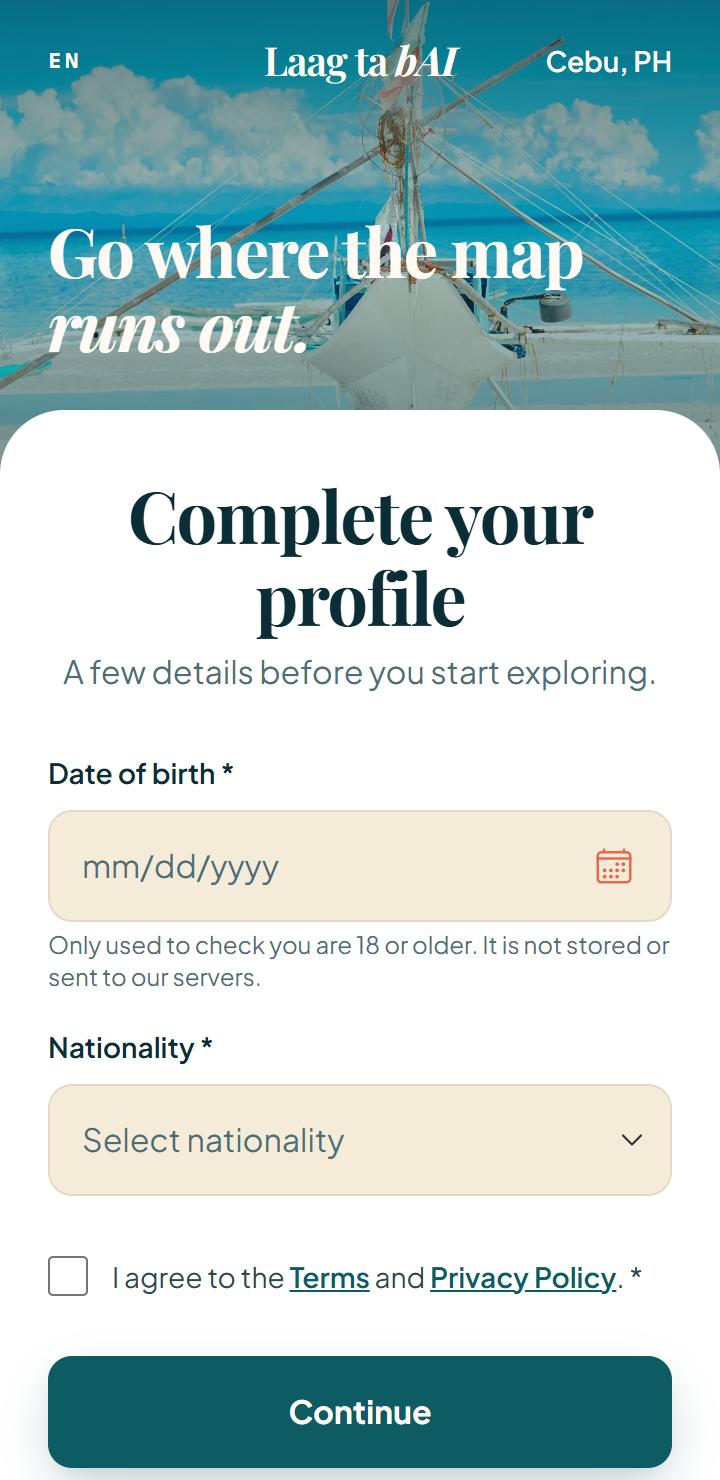 EN
Laag ta bAI
Cebu, PH
Go where the map
runs out.
Complete your
profile
A few details before you start exploring.
Date of birth *
mm/dd/yyyy
Only used to check you are 18 or older. It is not stored or
sent to our servers.
Nationality *
Select nationality
I agree to the Terms and Privacy Policy. *
Continue